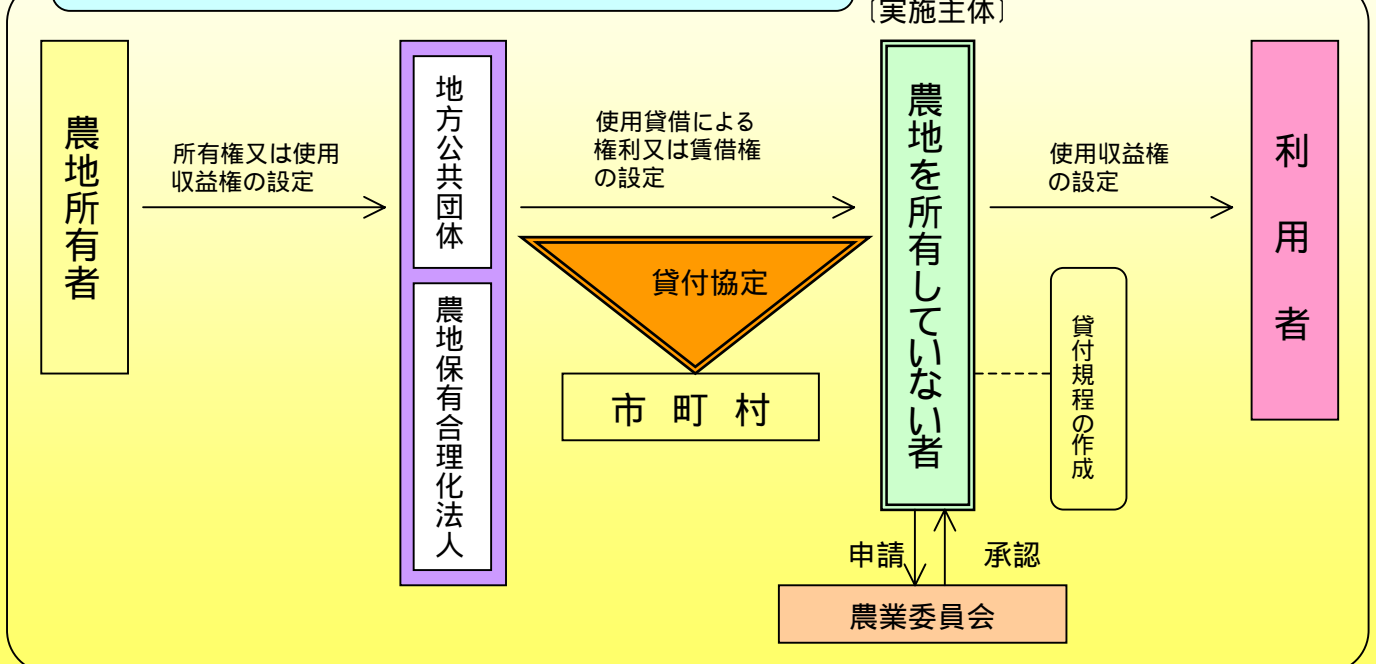 〔実施主体〕
農地所有者
所有権又は使用
収益権の設定
地方公共団体
農地保有合理化法人
使用貸借による
権利又は賃借権
の設定
貸付協定
市町村
農地を所有していない者
使用収益権
の設定
貸付規程の作成
利用者
申請
承認
農業委員会